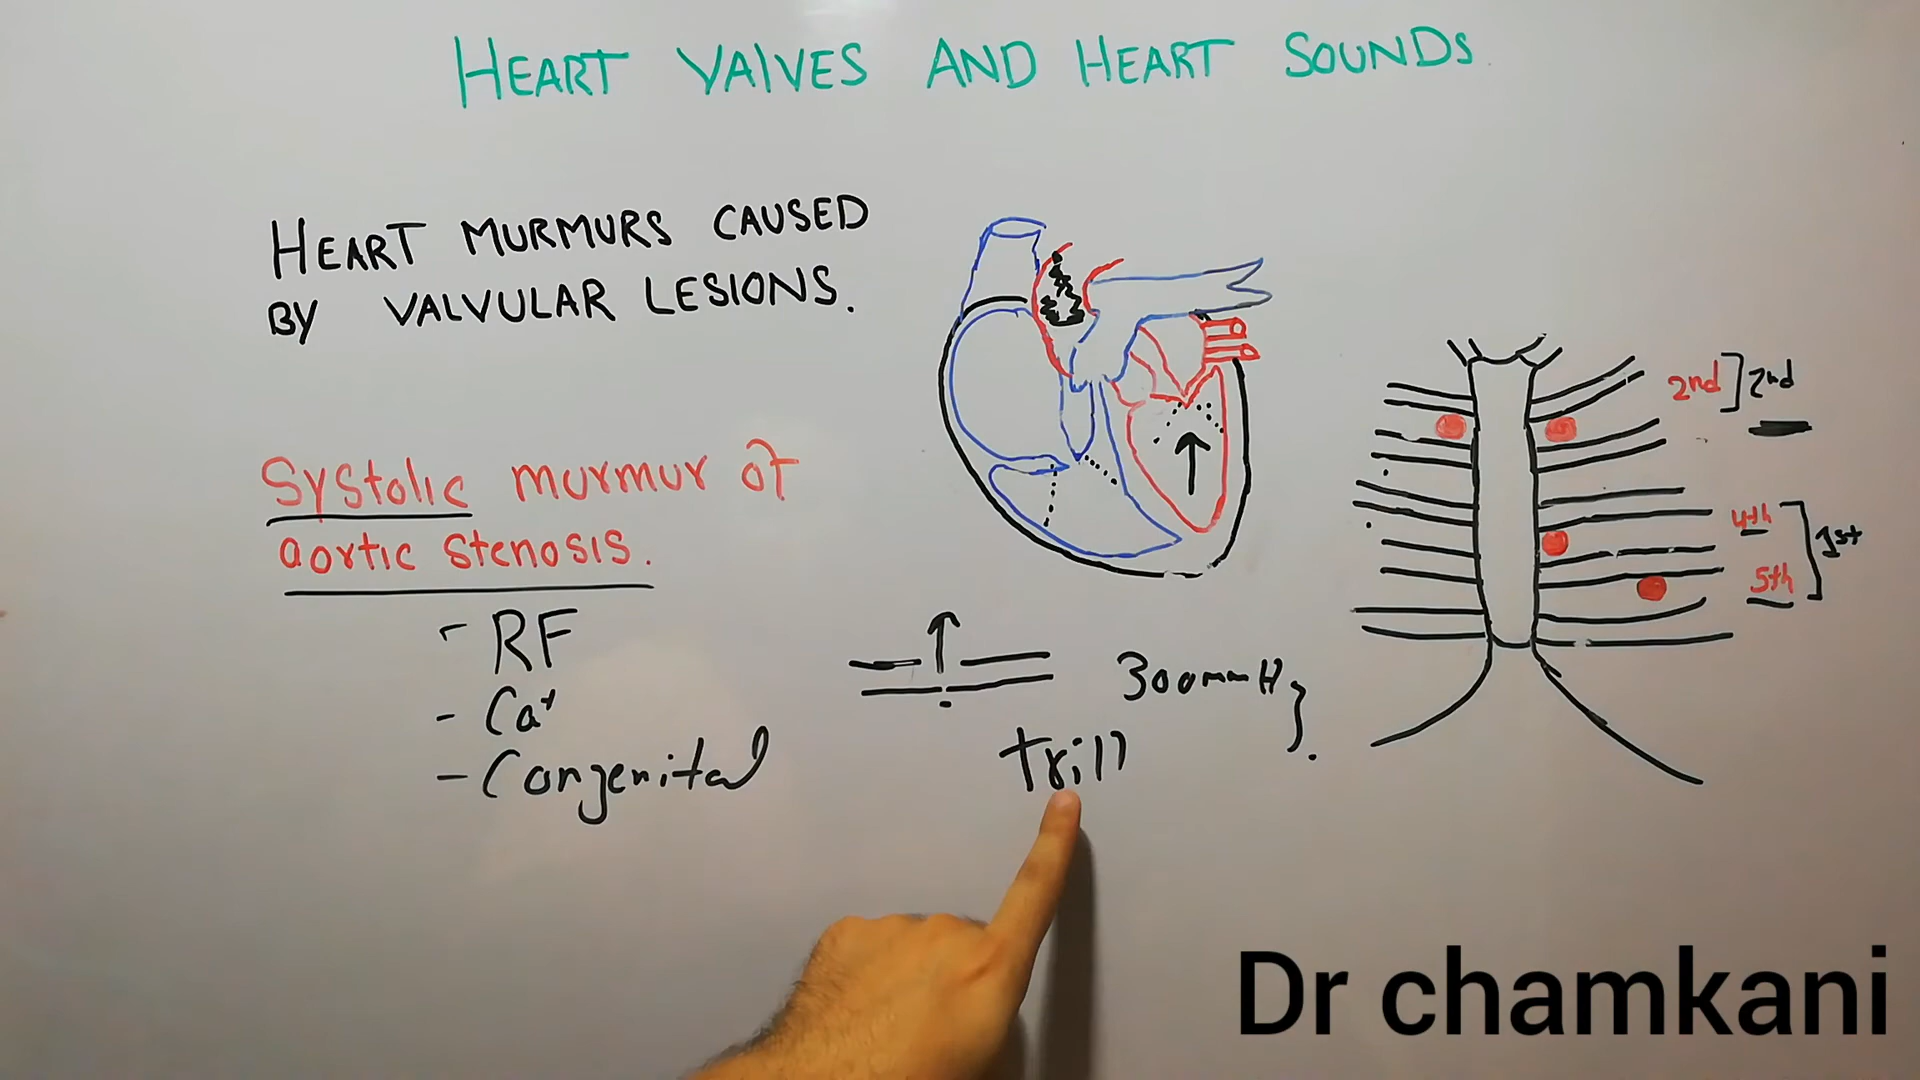 HEART VAlVES AND HEART SOUNDS
HEART MURMURS CAUSED
BY VALVULAR LESIONS.
Systolic murmur of
aortic stenosis.
- RF
- Ca+
- Congenital
300mmHg
trill
2nd ] 2nd
4th
5th ] 1st
Dr chamkani